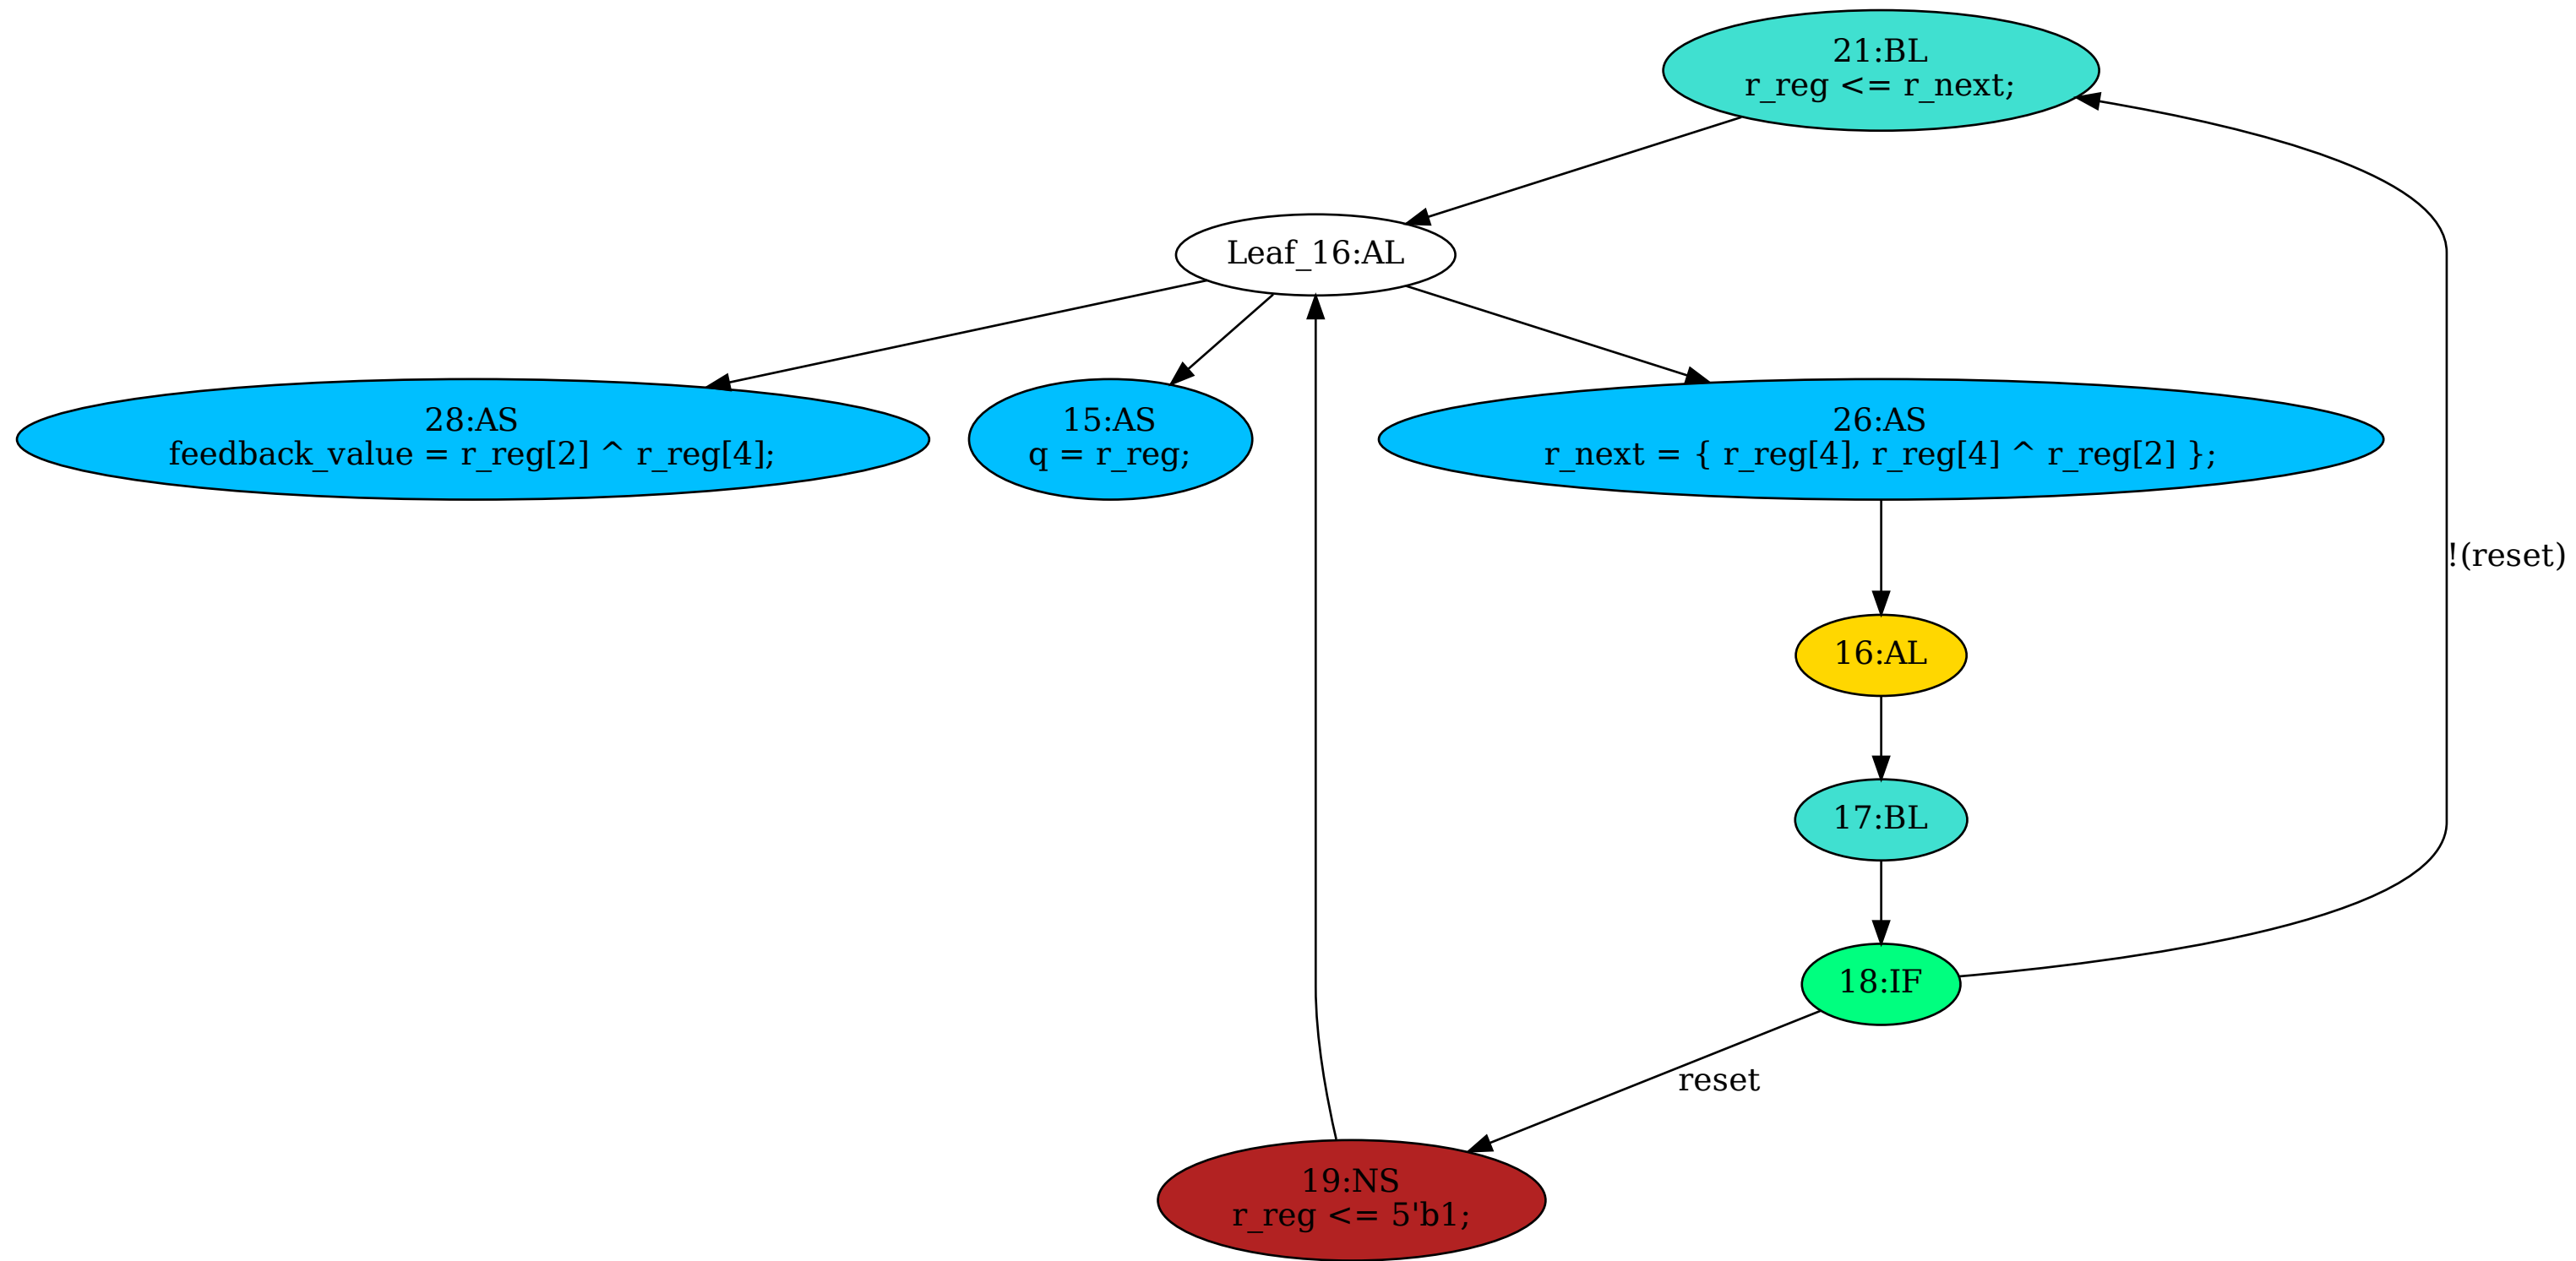 21:BL
r_reg <= r_next;
Leaf_16:AL
28:AS
feedback_value = r_reg[2] ^ r_reg[4];
15:AS
q = r_reg;
26:AS
r_next = { r_reg[4], r_reg[4] ^ r_reg[2] };
!(reset)
16:AL
17:BL
18:IF
reset
19:NS
r_reg <= 5'b1;